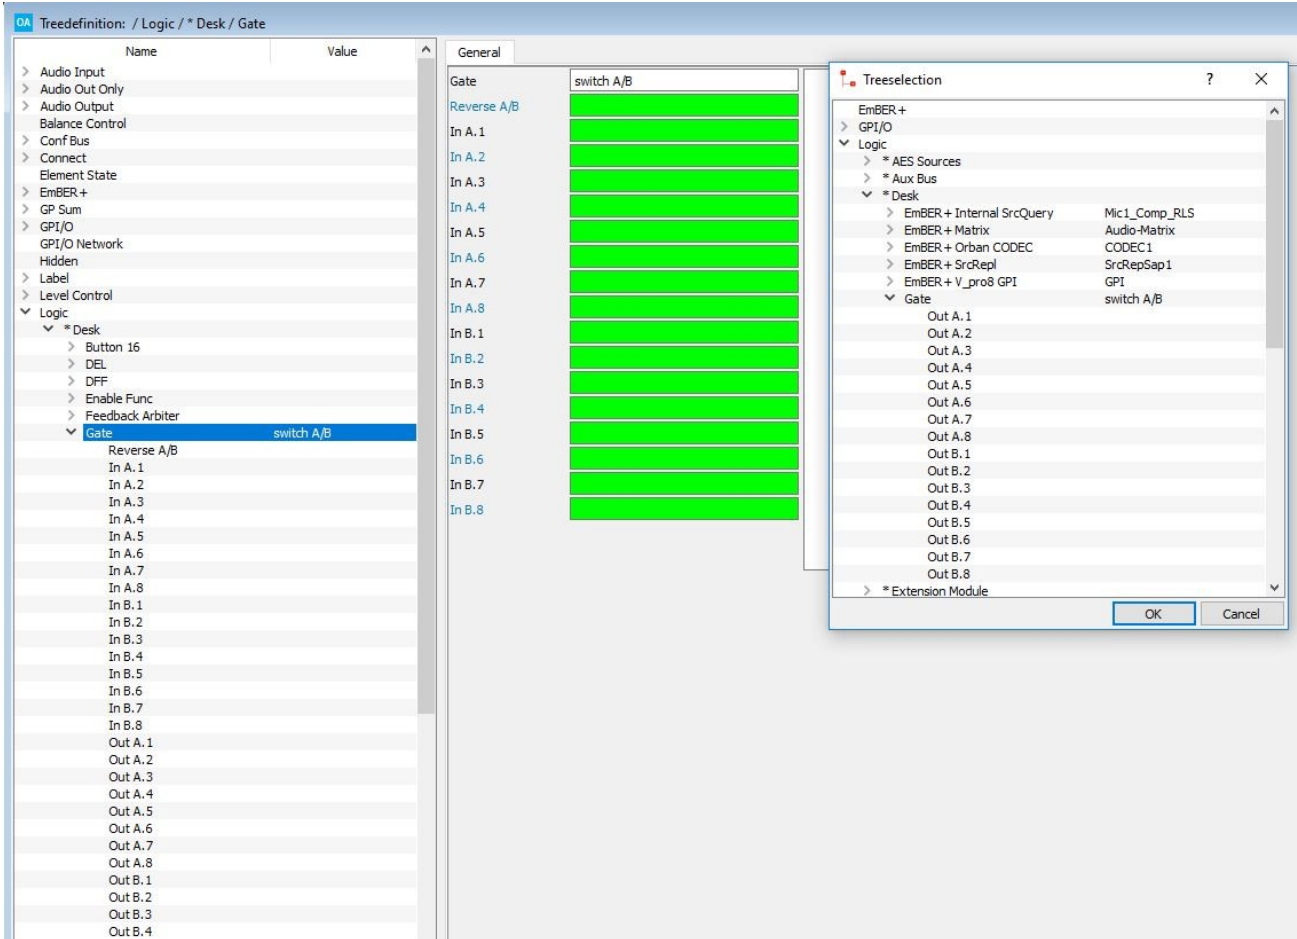 OA Treedefinition: / Logic / * Desk / Gate
Name Value
Audio Input
Audio Out Only
Audio Output
Balance Control
Conf Bus
Connect
Element State
EmBER+
GP Sum
GPI/O
GPI/O Network
Hidden
Label
Level Control
Logic
* Desk
Button 16
DEL
DFF
Enable Func
Feedback Arbiter
Gate switch A/B
Reverse A/B
In A.1
In A.2
In A.3
In A.4
In A.5
In A.6
In A.7
In A.8
In B.1
In B.2
In B.3
In B.4
In B.5
In B.6
In B.7
In B.8
Out A.1
Out A.2
Out A.3
Out A.4
Out A.5
Out A.6
Out A.7
Out A.8
Out B.1
Out B.2
Out B.3
Out B.4
General
Gate switch A/B
Reverse A/B
In A.1
In A.2
In A.3
In A.4
In A.5
In A.6
In A.7
In A.8
In B.1
In B.2
In B.3
In B.4
In B.5
In B.6
In B.7
In B.8
Treeselection ?
EmBER+
GPI/O
Logic
* AES Sources
* Aux Bus
* Desk
EmBER+ Internal SrcQuery Mic1_Comp_RLS
EmBER+ Matrix Audio-Matrix
EmBER+ Orban CODEC CODEC1
EmBER+ SrcRepl SrcRepSap1
EmBER+ V_pro8 GPI GPI
Gate switch A/B
Out A.1
Out A.2
Out A.3
Out A.4
Out A.5
Out A.6
Out A.7
Out A.8
Out B.1
Out B.2
Out B.3
Out B.4
Out B.5
Out B.6
Out B.7
Out B.8
* Extension Module
OK Cancel